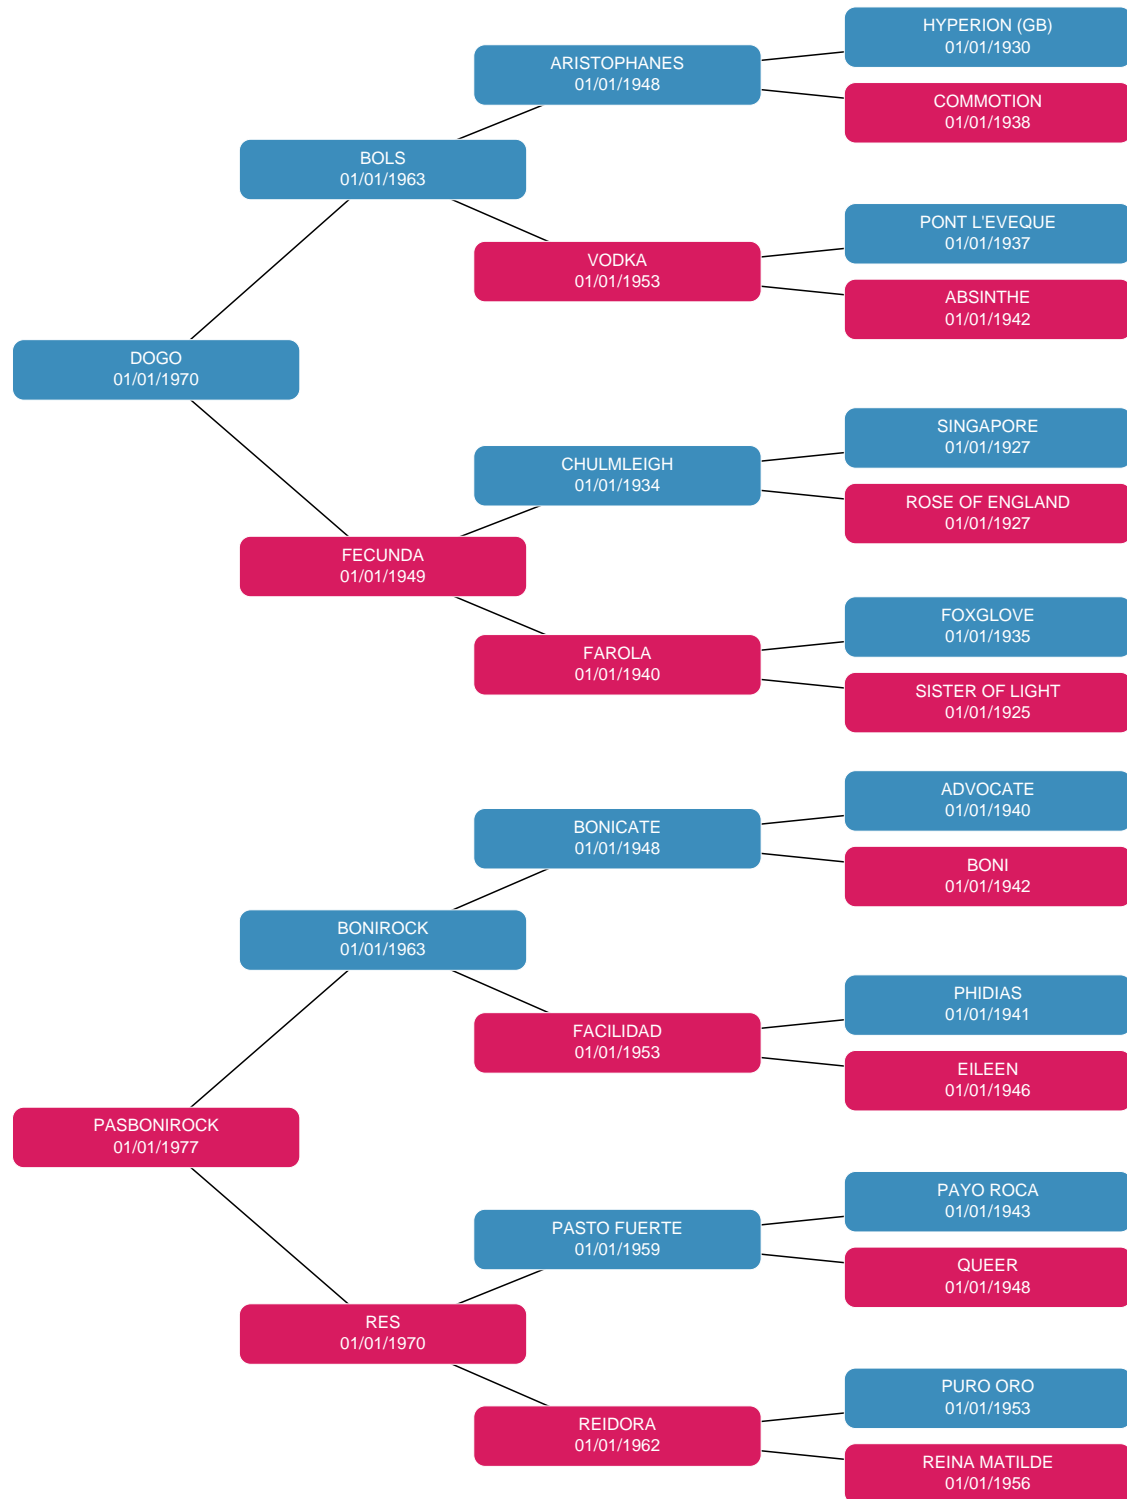 HYPERION (GB)
01/01/1930
ARISTOPHANES
01/01/1948
COMMOTION
01/01/1938
BOLS
01/01/1963
PONT L'EVEQUE
01/01/1937
VODKA
01/01/1953
ABSINTHE
01/01/1942
DOGO
01/01/1970
SINGAPORE
01/01/1927
CHULMLEIGH
01/01/1934
ROSE OF ENGLAND
01/01/1927
FECUNDA
01/01/1949
FOXGLOVE
01/01/1935
FAROLA
01/01/1940
SISTER OF LIGHT
01/01/1925
ADVOCATE
01/01/1940
BONICATE
01/01/1948
BONI
01/01/1942
BONIROCK
01/01/1963
PHIDIAS
01/01/1941
FACILIDAD
01/01/1953
EILEEN
01/01/1946
PASBONIROCK
01/01/1977
PAYO ROCA
01/01/1943
PASTO FUERTE
01/01/1959
QUEER
01/01/1948
RES
01/01/1970
PURO ORO
01/01/1953
REIDORA
01/01/1962
REINA MATILDE
01/01/1956